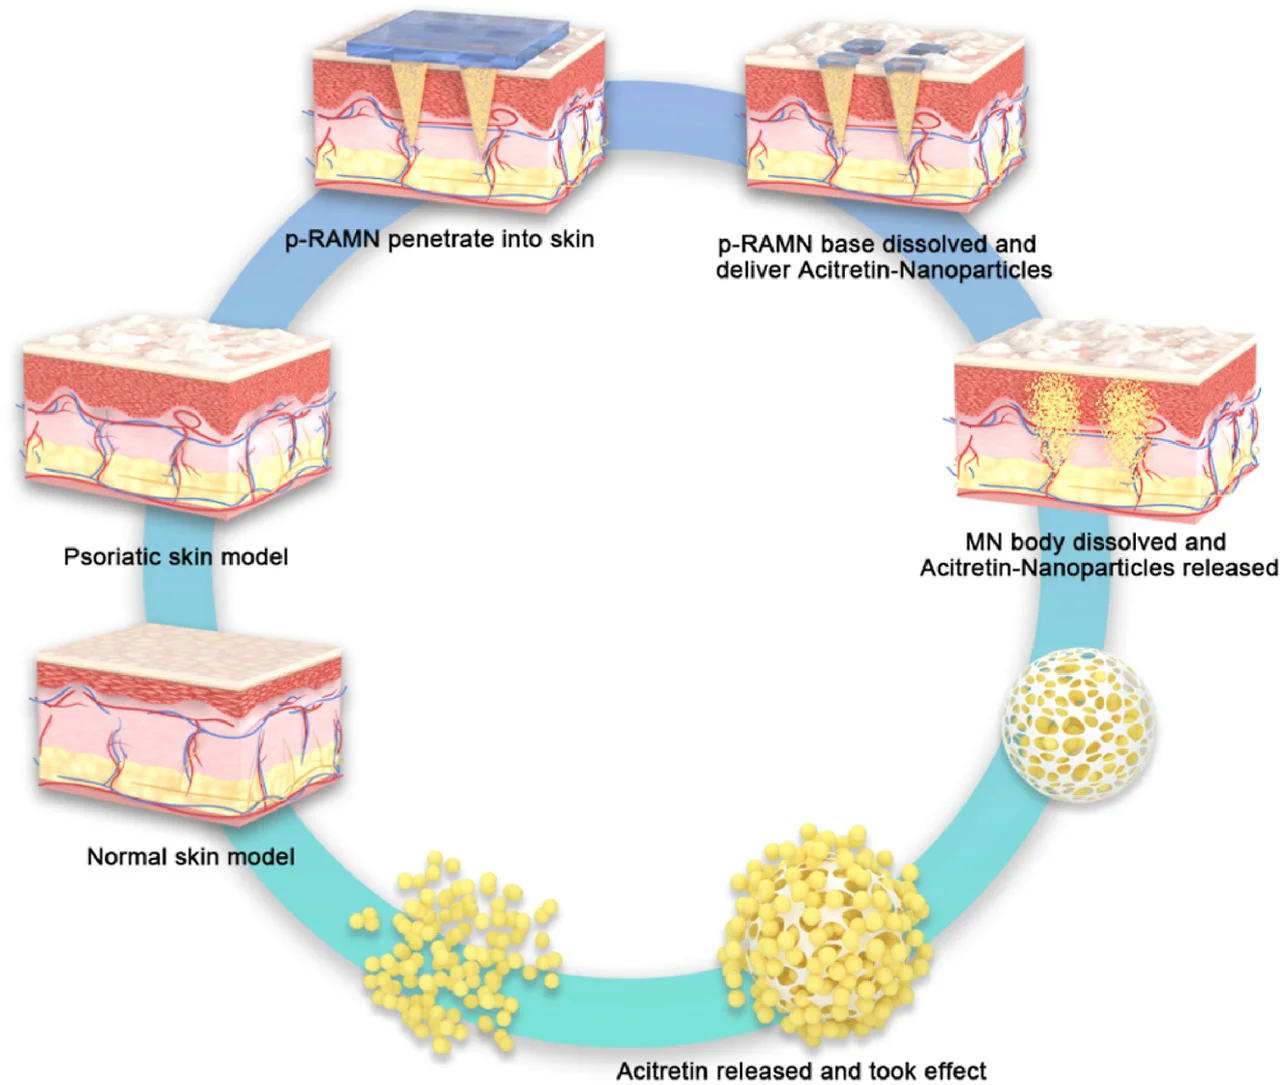 p-RAMN penetrate into skin
p-RAMN base dissolved and
deliver Acitretin-Nanoparticles
Psoriatic skin model
MN body dissolved and
Acitretin-Nanoparticles released
Normal skin model
Acitretin released and took effect